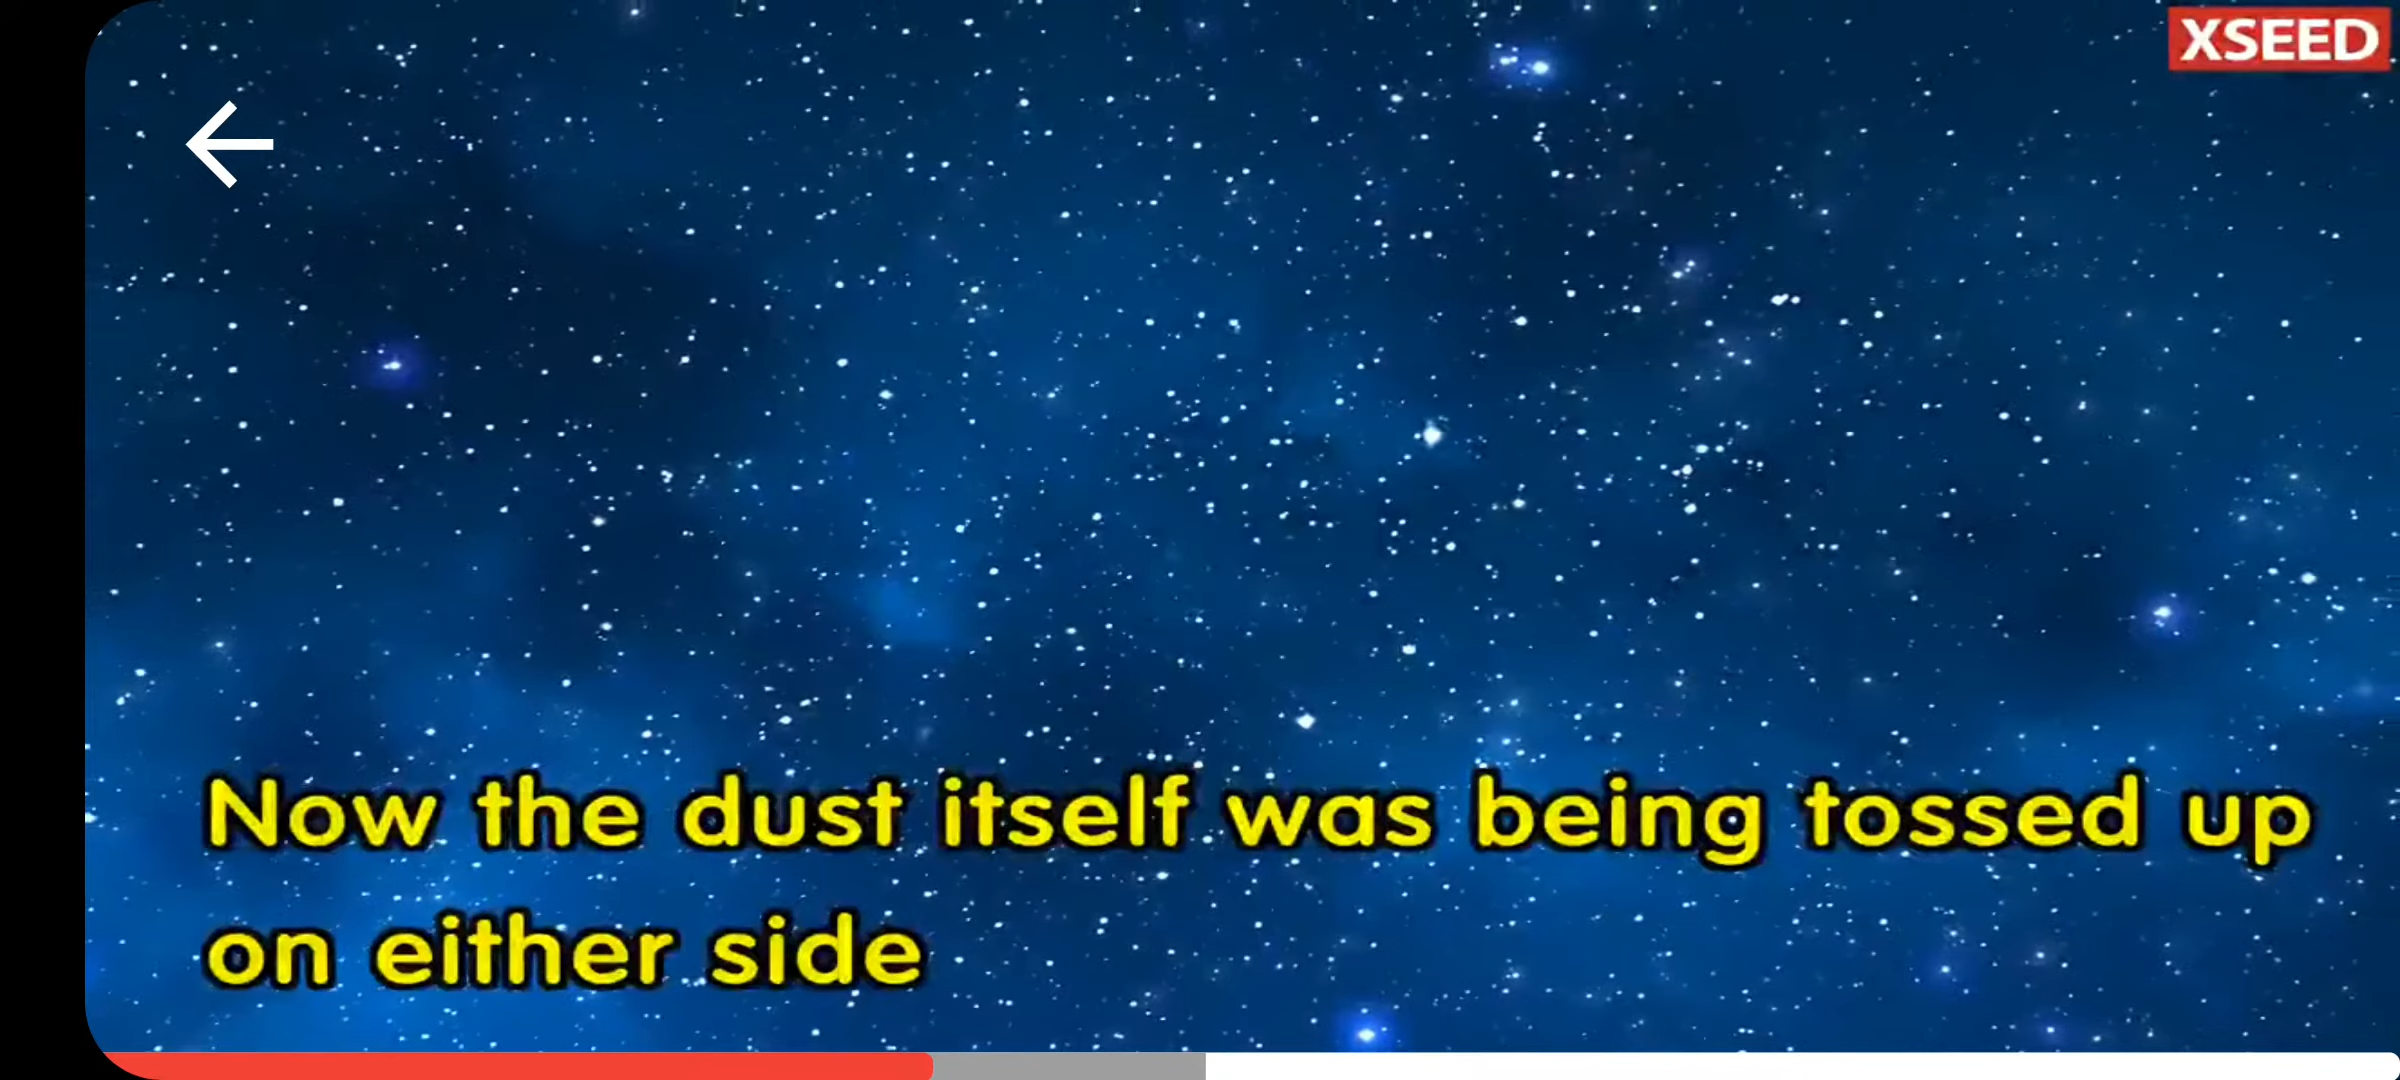 XSEED
Now the dust itself was being tossed up
on either side